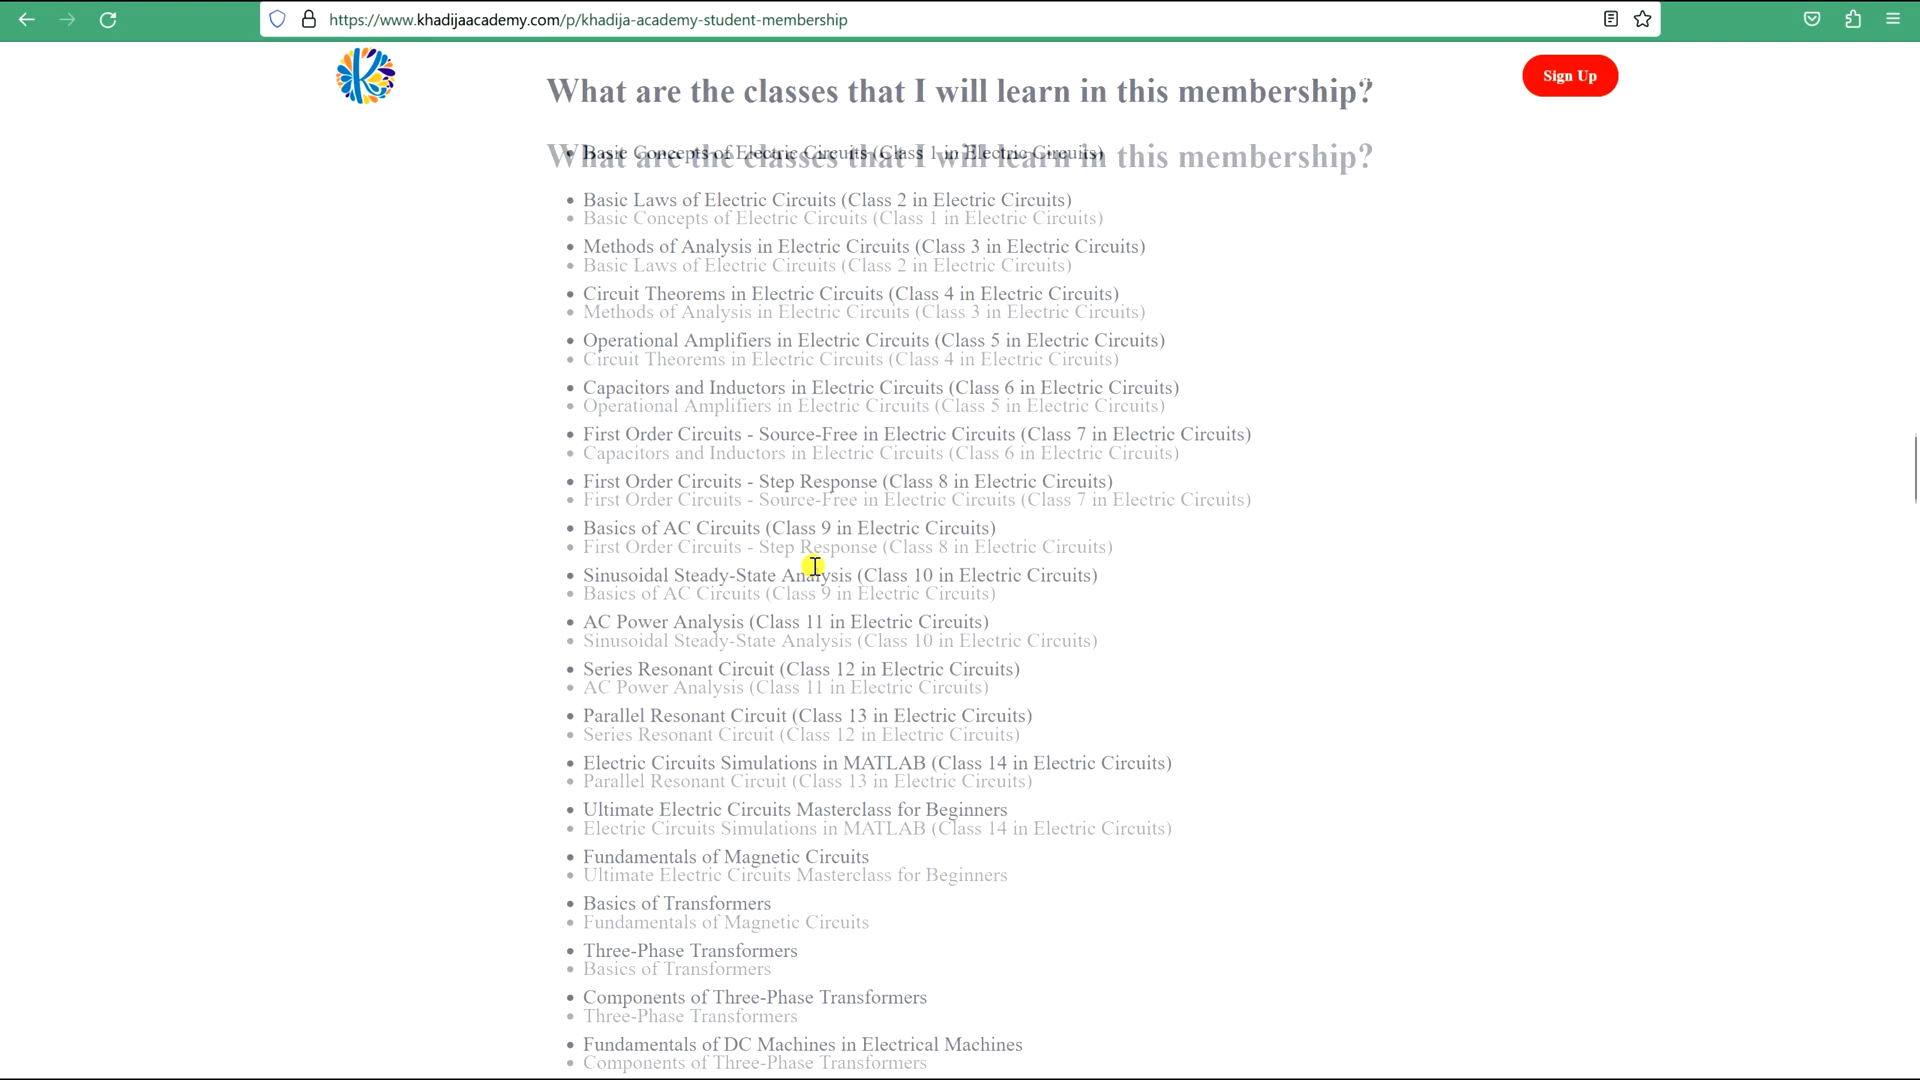 https://www.khadijaacademy.com/p/khadija-academy-student-membership
Sign Up
What are the classes that I will learn in this membership?
What are the classes that I will learn in this membership?
• Basic Concepts of Electric Circuits (Class 1 in Electric Circuits)
• Basic Laws of Electric Circuits (Class 2 in Electric Circuits)
• Basic Concepts of Electric Circuits (Class 1 in Electric Circuits)
• Methods of Analysis in Electric Circuits (Class 3 in Electric Circuits)
• Basic Laws of Electric Circuits (Class 2 in Electric Circuits)
• Circuit Theorems in Electric Circuits (Class 4 in Electric Circuits)
• Methods of Analysis in Electric Circuits (Class 3 in Electric Circuits)
• Operational Amplifiers in Electric Circuits (Class 5 in Electric Circuits)
• Circuit Theorems in Electric Circuits (Class 4 in Electric Circuits)
• Capacitors and Inductors in Electric Circuits (Class 6 in Electric Circuits)
• Operational Amplifiers in Electric Circuits (Class 5 in Electric Circuits)
• First Order Circuits - Source-Free in Electric Circuits (Class 7 in Electric Circuits)
• Capacitors and Inductors in Electric Circuits (Class 6 in Electric Circuits)
• First Order Circuits - Step Response (Class 8 in Electric Circuits)
• First Order Circuits - Source-Free in Electric Circuits (Class 7 in Electric Circuits)
• Basics of AC Circuits (Class 9 in Electric Circuits)
• First Order Circuits - Step Response (Class 8 in Electric Circuits)
• Sinusoidal Steady-State Analysis (Class 10 in Electric Circuits)
• Basics of AC Circuits (Class 9 in Electric Circuits)
• AC Power Analysis (Class 11 in Electric Circuits)
• Sinusoidal Steady-State Analysis (Class 10 in Electric Circuits)
• Series Resonant Circuit (Class 12 in Electric Circuits)
• AC Power Analysis (Class 11 in Electric Circuits)
• Parallel Resonant Circuit (Class 13 in Electric Circuits)
• Series Resonant Circuit (Class 12 in Electric Circuits)
• Electric Circuits Simulations in MATLAB (Class 14 in Electric Circuits)
• Parallel Resonant Circuit (Class 13 in Electric Circuits)
• Ultimate Electric Circuits Masterclass for Beginners
• Electric Circuits Simulations in MATLAB (Class 14 in Electric Circuits)
• Fundamentals of Magnetic Circuits
• Ultimate Electric Circuits Masterclass for Beginners
• Basics of Transformers
• Fundamentals of Magnetic Circuits
• Three-Phase Transformers
• Basics of Transformers
• Components of Three-Phase Transformers
• Three-Phase Transformers
• Fundamentals of DC Machines in Electrical Machines
• Components of Three-Phase Transformers